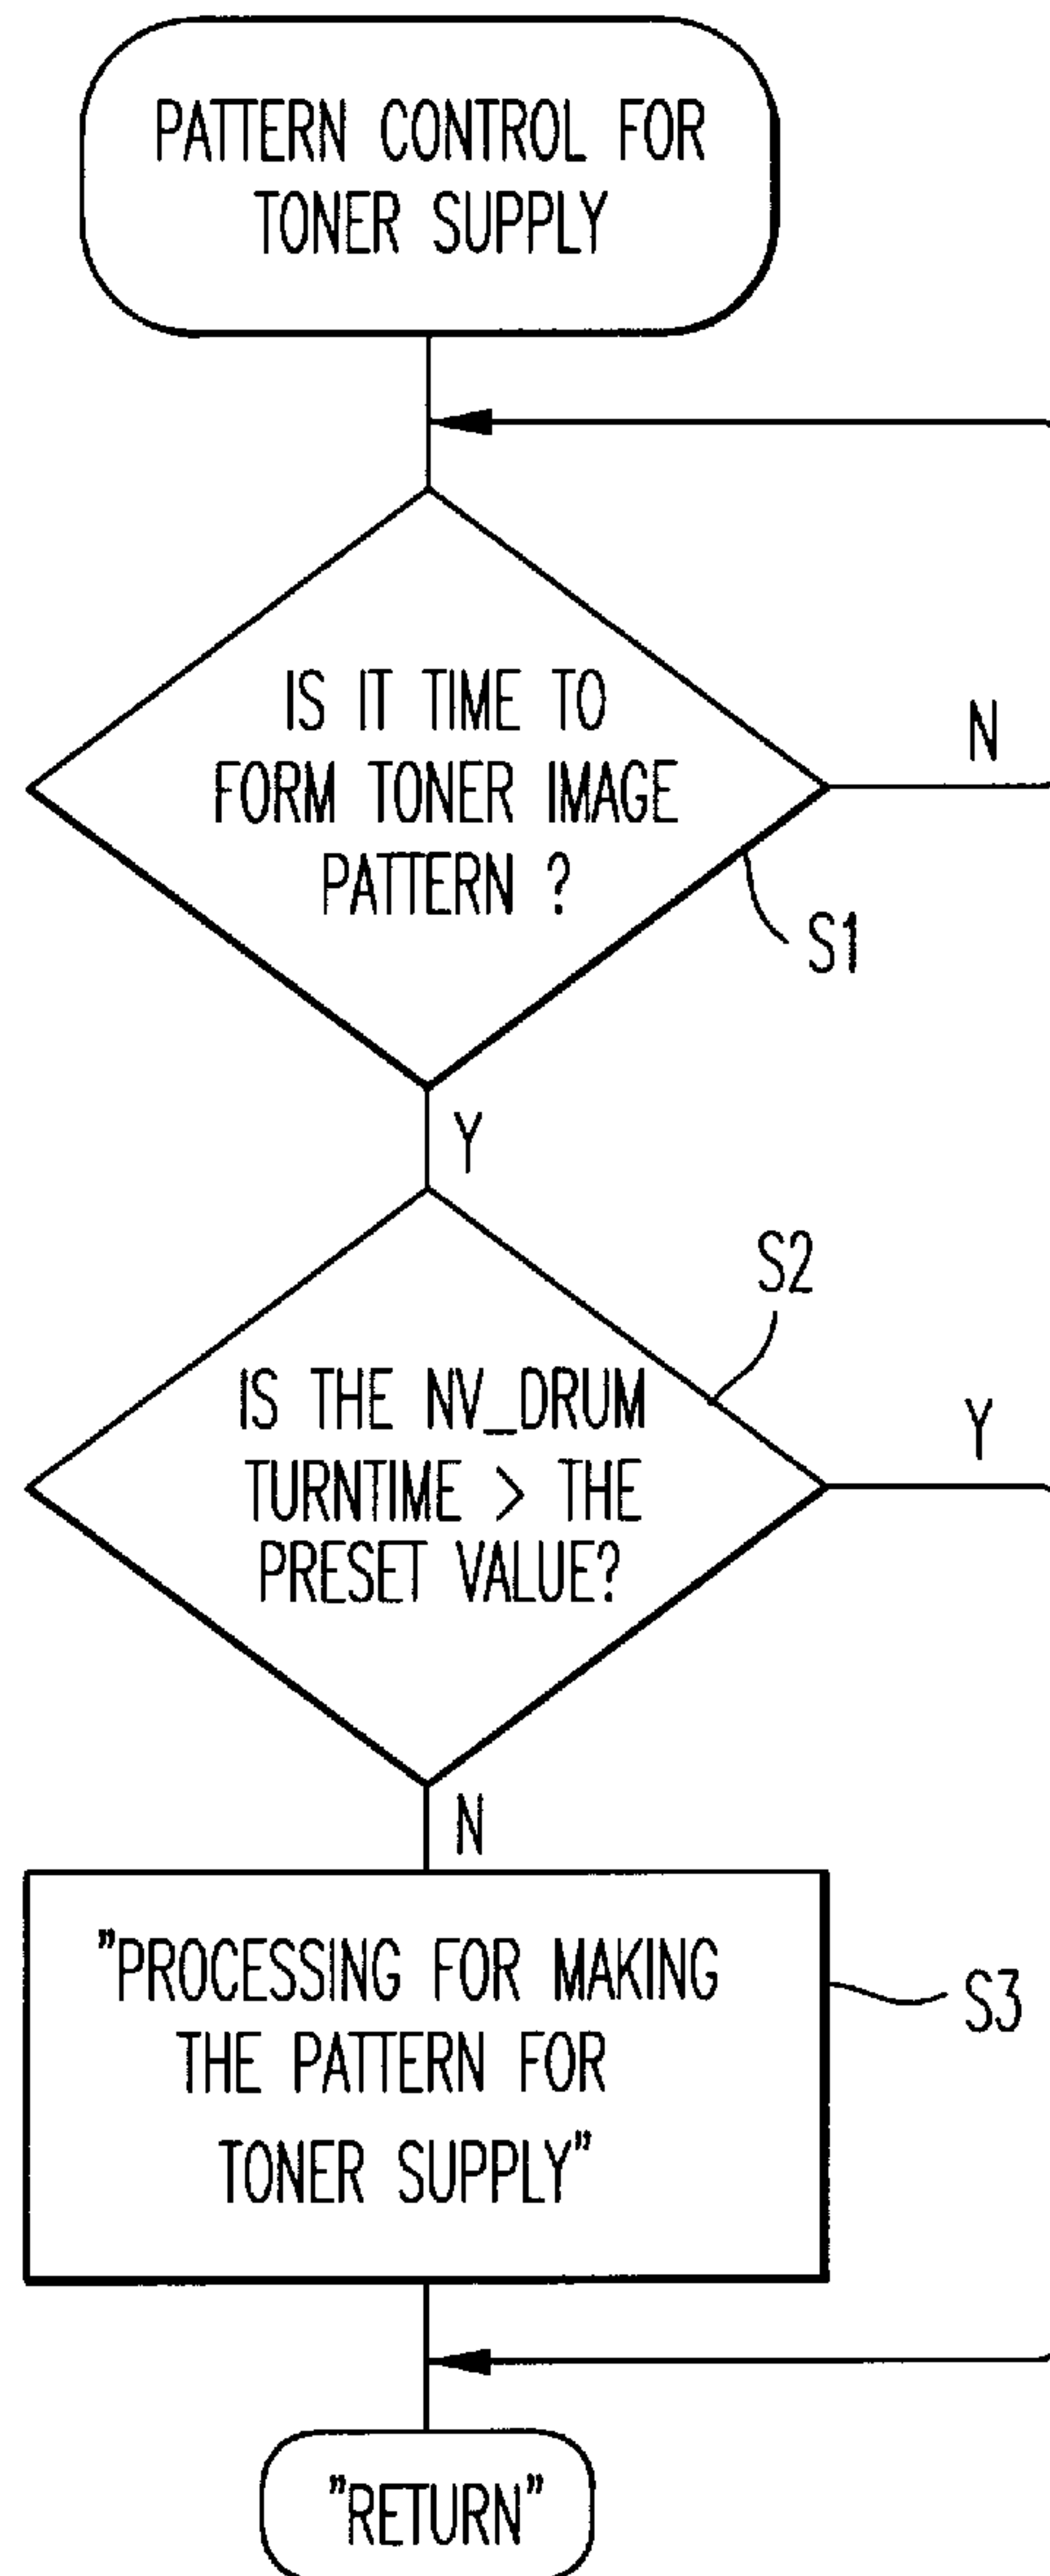 PATTERN CONTROL FOR
TONER SUPPLY
IS IT TIME TO
FORM TONER IMAGE
PATTERN ?
N
S1
Y
S2
IS THE NV_DRUM
TURNTIME > THE
PRESET VALUE?
Y
N
"PROCESSING FOR MAKING
THE PATTERN FOR
TONER SUPPLY"
S3
"RETURN"